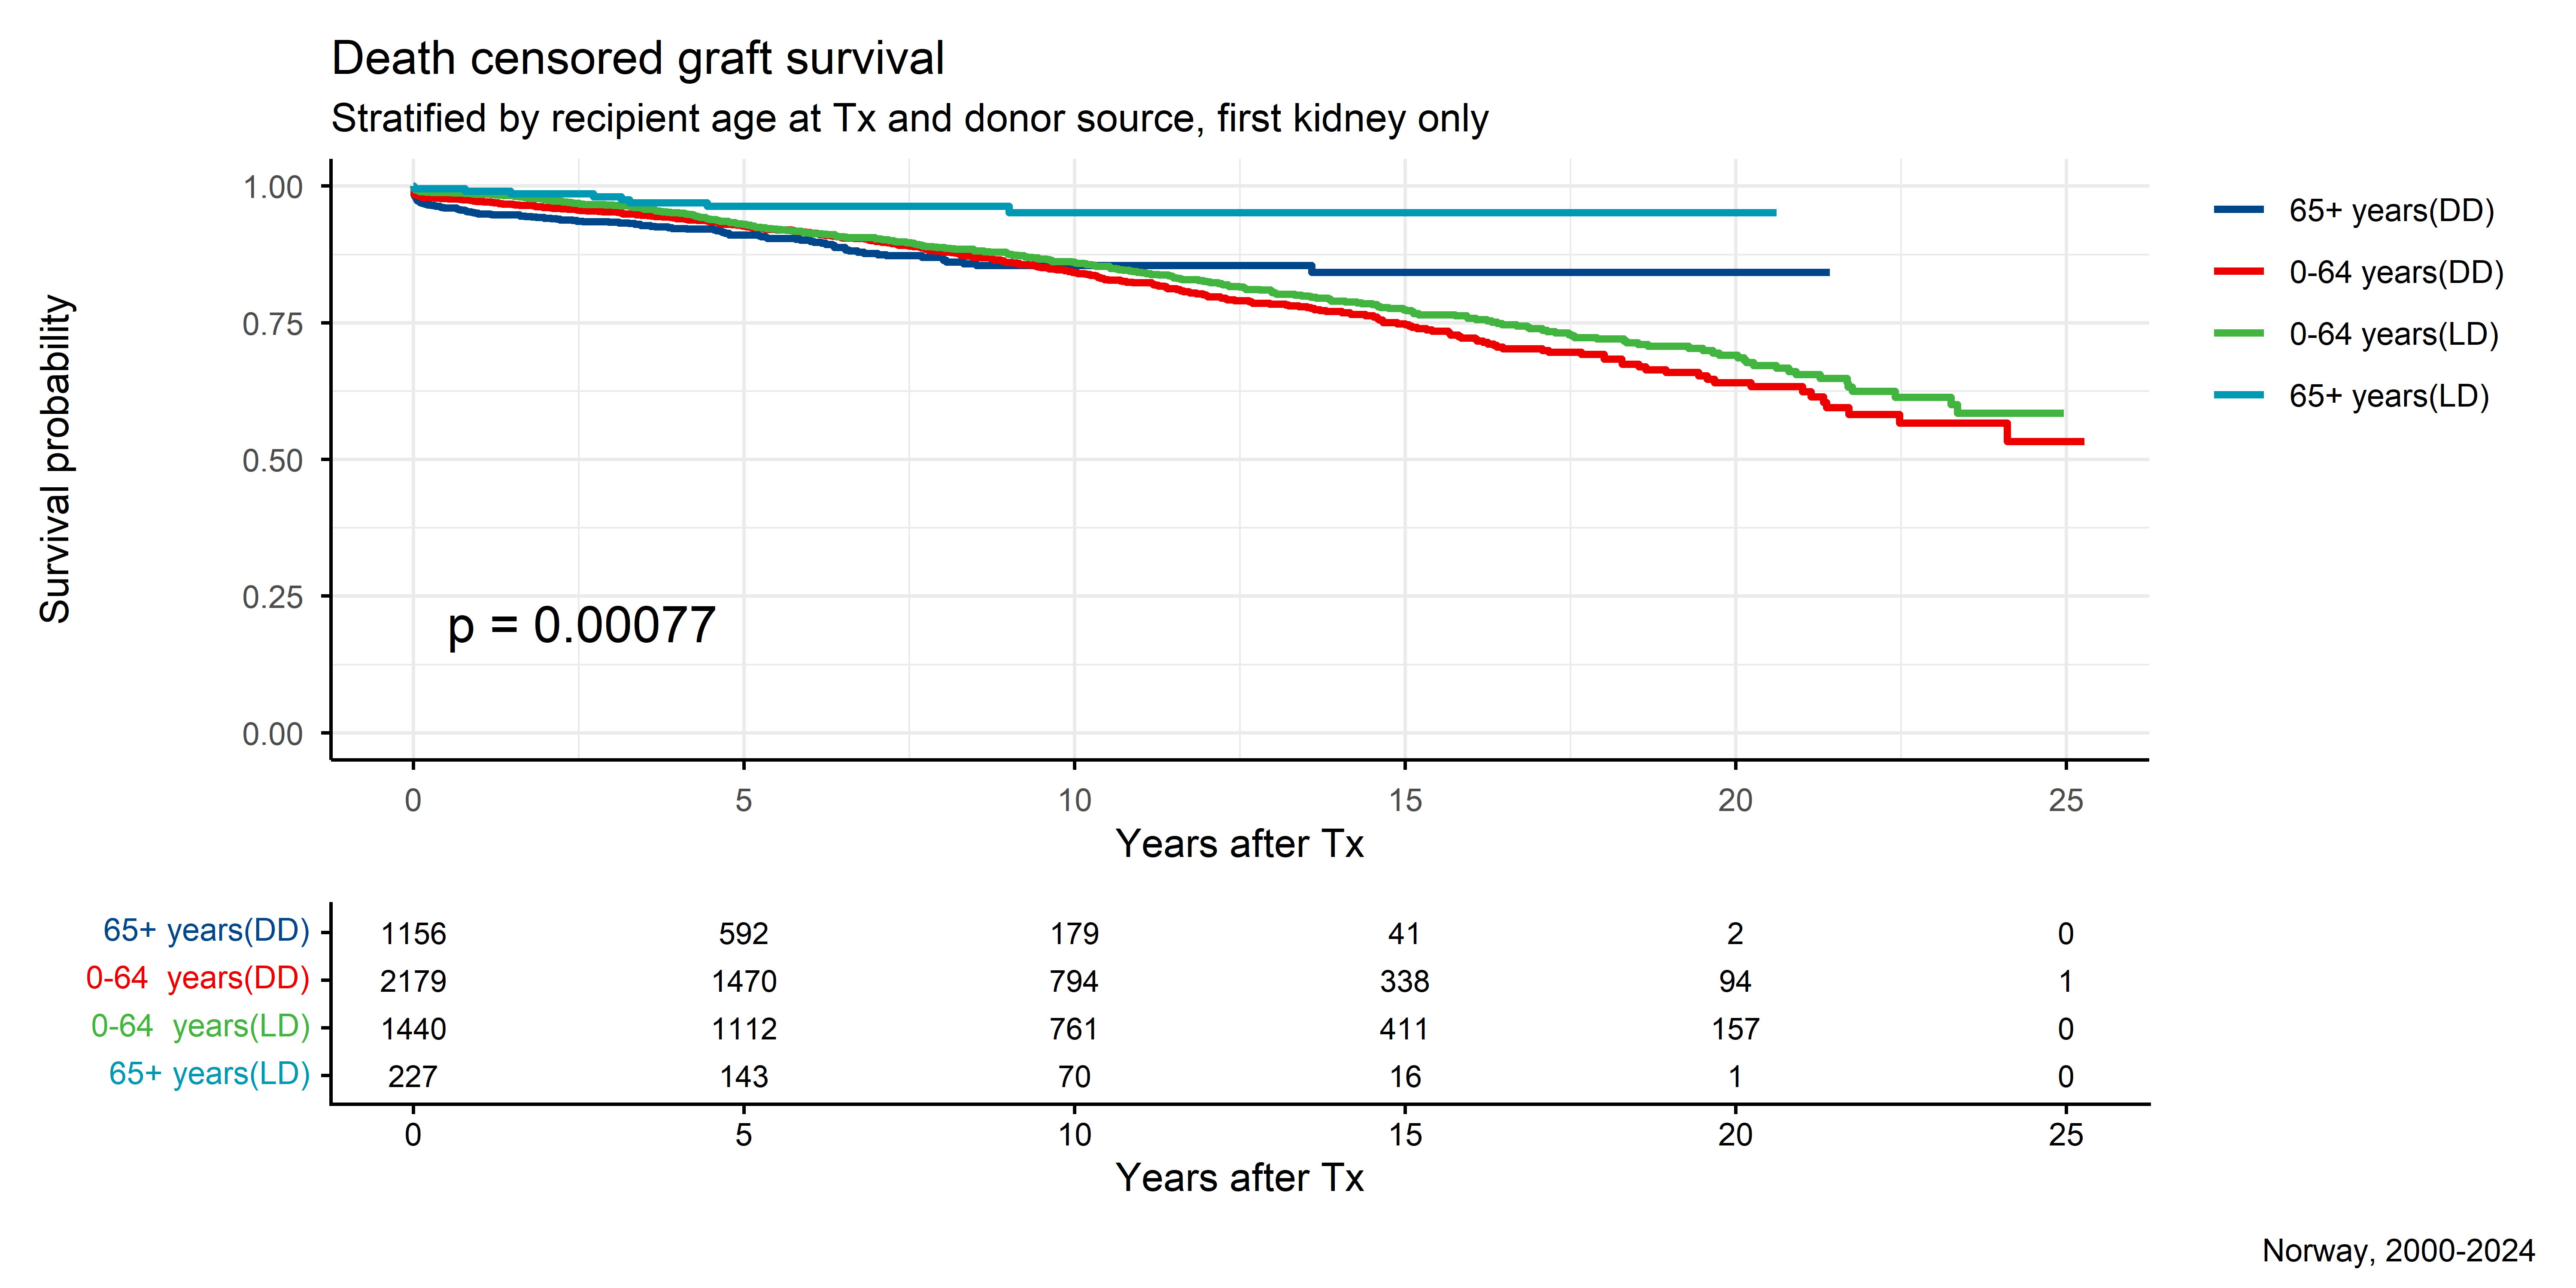 Death censored graft survival
Stratified by recipient age at Tx and donor source, first kidney only
Survival probability
1.00
0.75
0.50
0.25
0.00
p = 0.00077
0 5 10 15 20 25
Years after Tx
65+ years(DD)
0-64 years(DD)
0-64 years(LD)
65+ years(LD)
65+ years(DD) 1156 592 179 41 2 0
0-64 years(DD) 2179 1470 794 338 94 1
0-64 years(LD) 1440 1112 761 411 157 0
65+ years(LD) 227 143 70 16 1 0
0 5 10 15 20 25
Years after Tx
Norway, 2000-2024